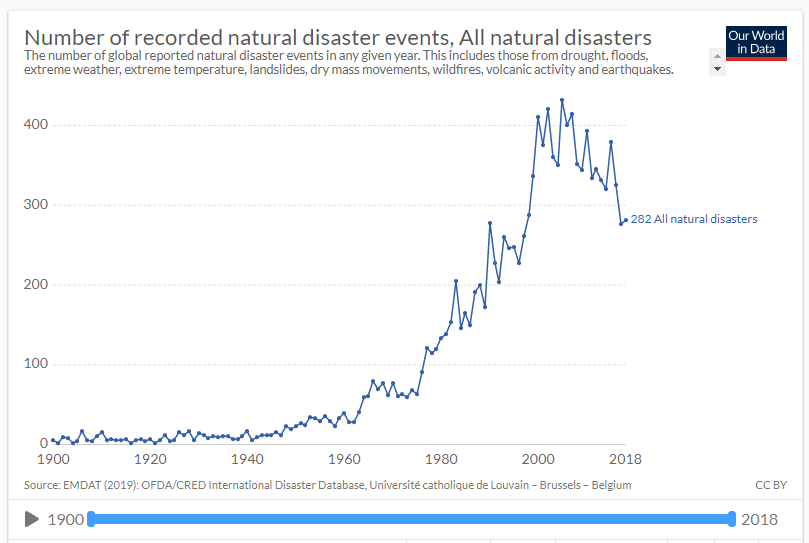 Number of recorded natural disaster events, All natural disasters
Our World
in Data
The number of global reported natural disaster events in any given year. This includes those from drought, floods,
extreme weather, extreme temperature, landslides, dry mass movements, wildfires, volcanic activity and earthquakes.
400
300
282 All natural disasters
200
100
0
1900 1920 1940 1960 1980 2000 2018
Source: EMDAT (2019): OFDA/CRED International Disaster Database, Université catholique de Louvain – Brussels – Belgium CC BY
1900 2018